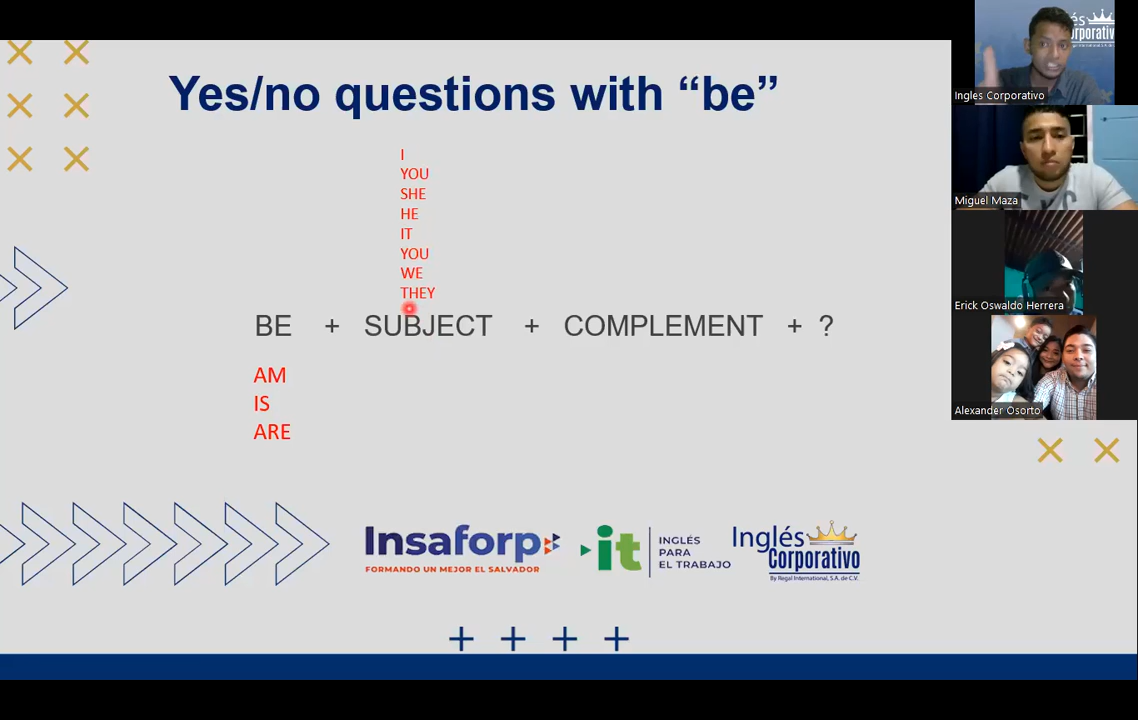 Yes/no questions with “be”
I
YOU
SHE
HE
IT
YOU
WE
THEY
BE + SUBJECT + COMPLEMENT + ?
AM
IS
ARE
Insaforp
FORMANDO UN MEJOR EL SALVADOR
it
INGLÉS
PARA
EL TRABAJO
Inglés
Corporativo
By Regal International, S.A. de C.V.
és
orporativo
Ingles Corporativo
Miguel Maza
Erick Oswaldo Herrera
Alexander Osorto